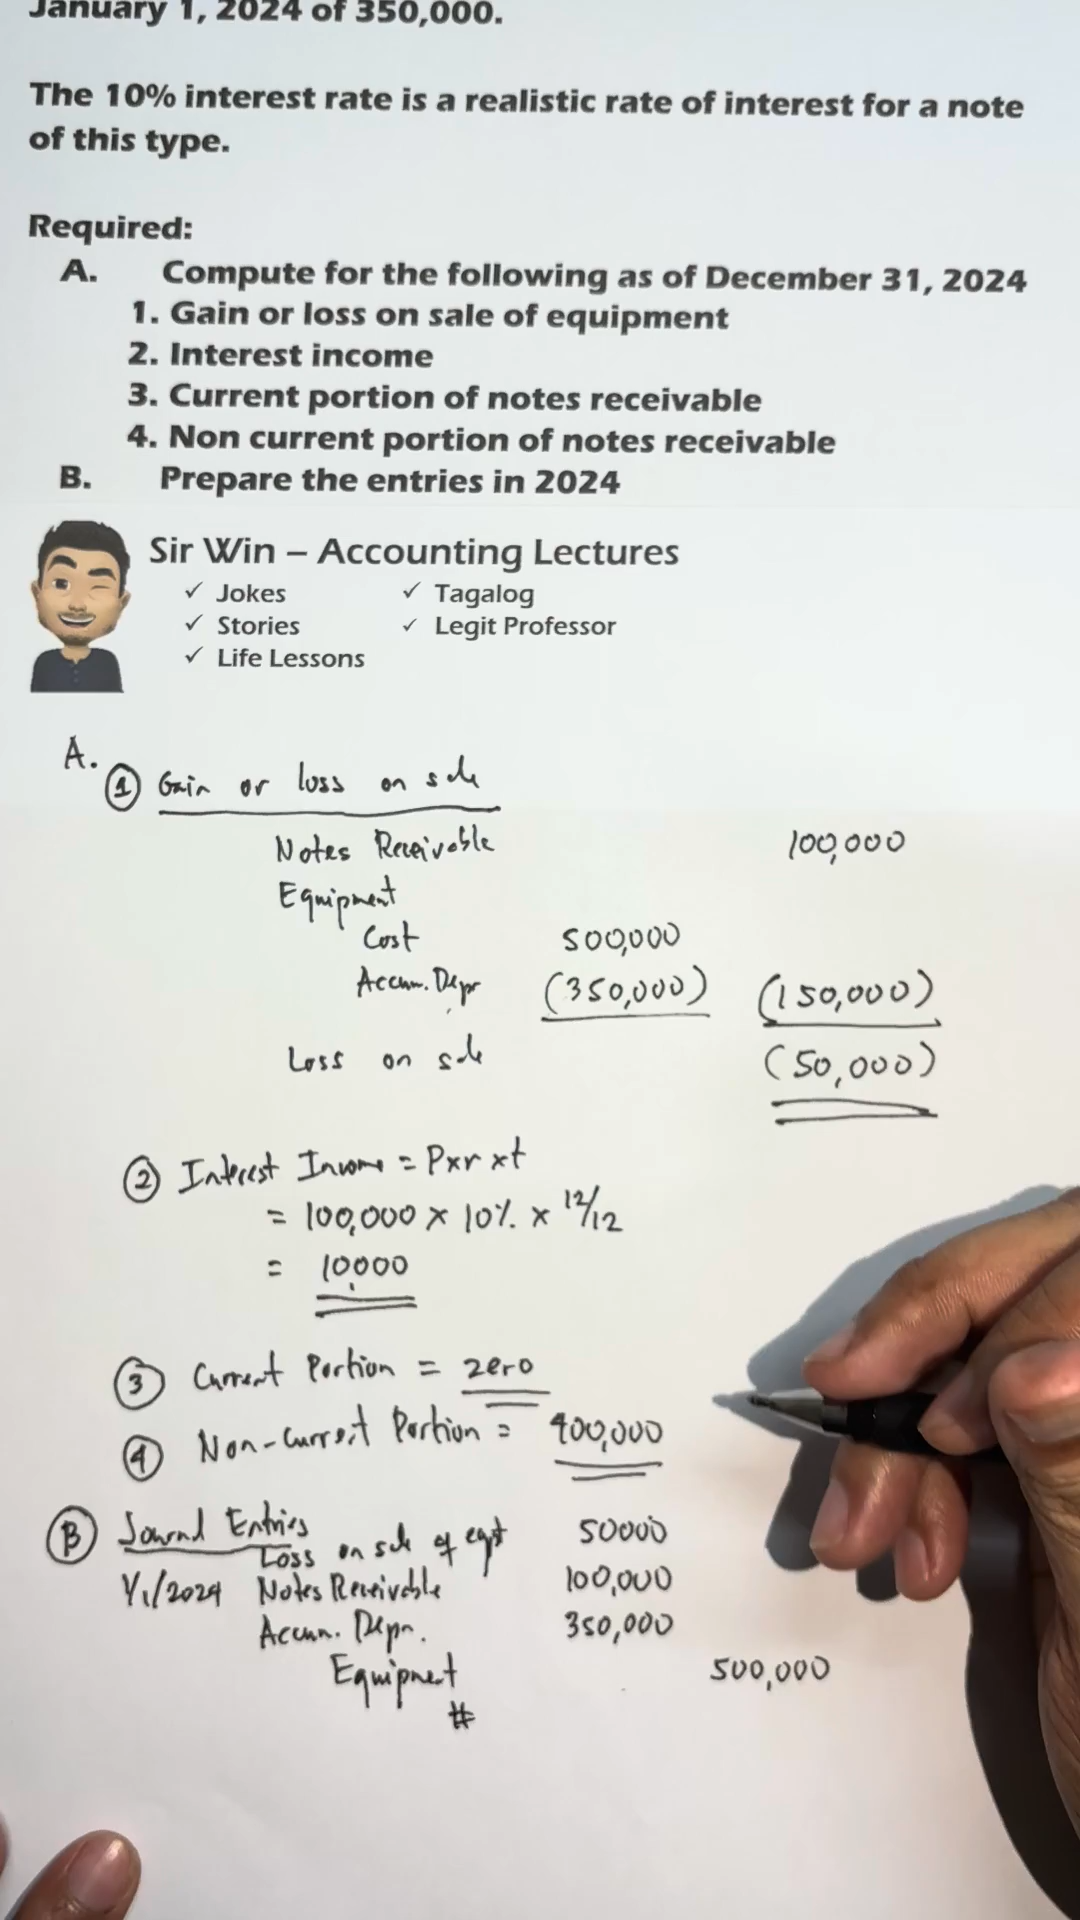 January 1, 2024 of 350,000.
The 10% interest rate is a realistic rate of interest for a note
of this type.
Required:
A. Compute for the following as of December 31, 2024
1. Gain or loss on sale of equipment
2. Interest income
3. Current portion of notes receivable
4. Non current portion of notes receivable
B. Prepare the entries in 2024
Sir Win – Accounting Lectures
✓ Jokes ✓ Tagalog
✓ Stories ✓ Legit Professor
✓ Life Lessons
A.
1 Gain or loss on sale
Notes Receivable 100,000
Equipment
Cost 500,000
Accum. Depr (350,000) (150,000)
Loss on sale (50,000)
2 Interest Income = P x r x t
= 100,000 x 10% x 12/12
= 10,000
3 Current Portion = zero
4 Non-Current Portion = 400,000
B Journal Entries
Loss on sale of eqpt 50000
1/1/2024 Notes Receivable 100,000
Accum. Depr. 350,000
Equipment 500,000
#